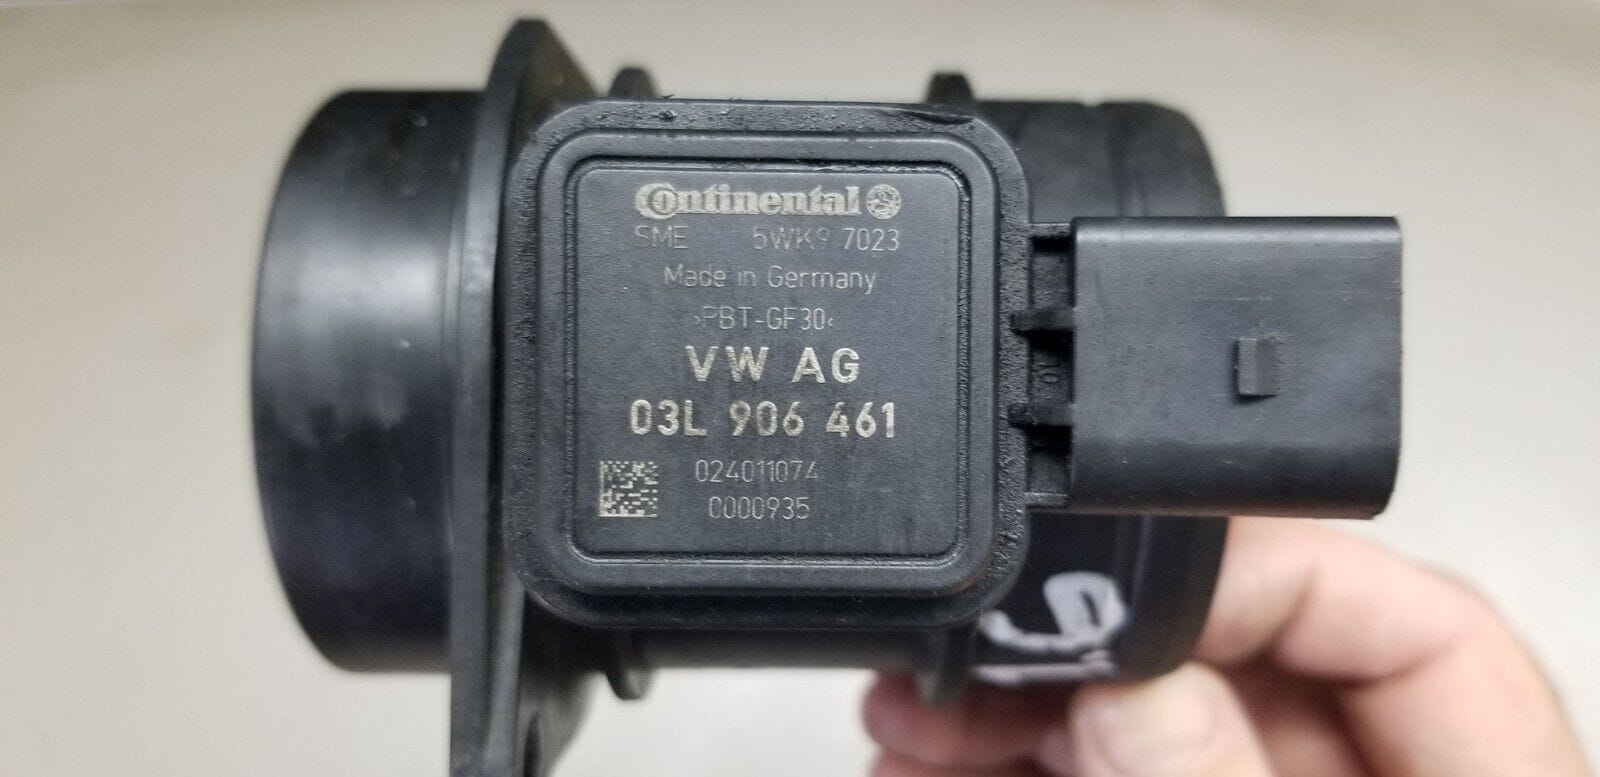 Continental
SME 5WK9 7023
Made in Germany
>PBT-GF30<
VW AG
03L 906 461
024011074
0000935